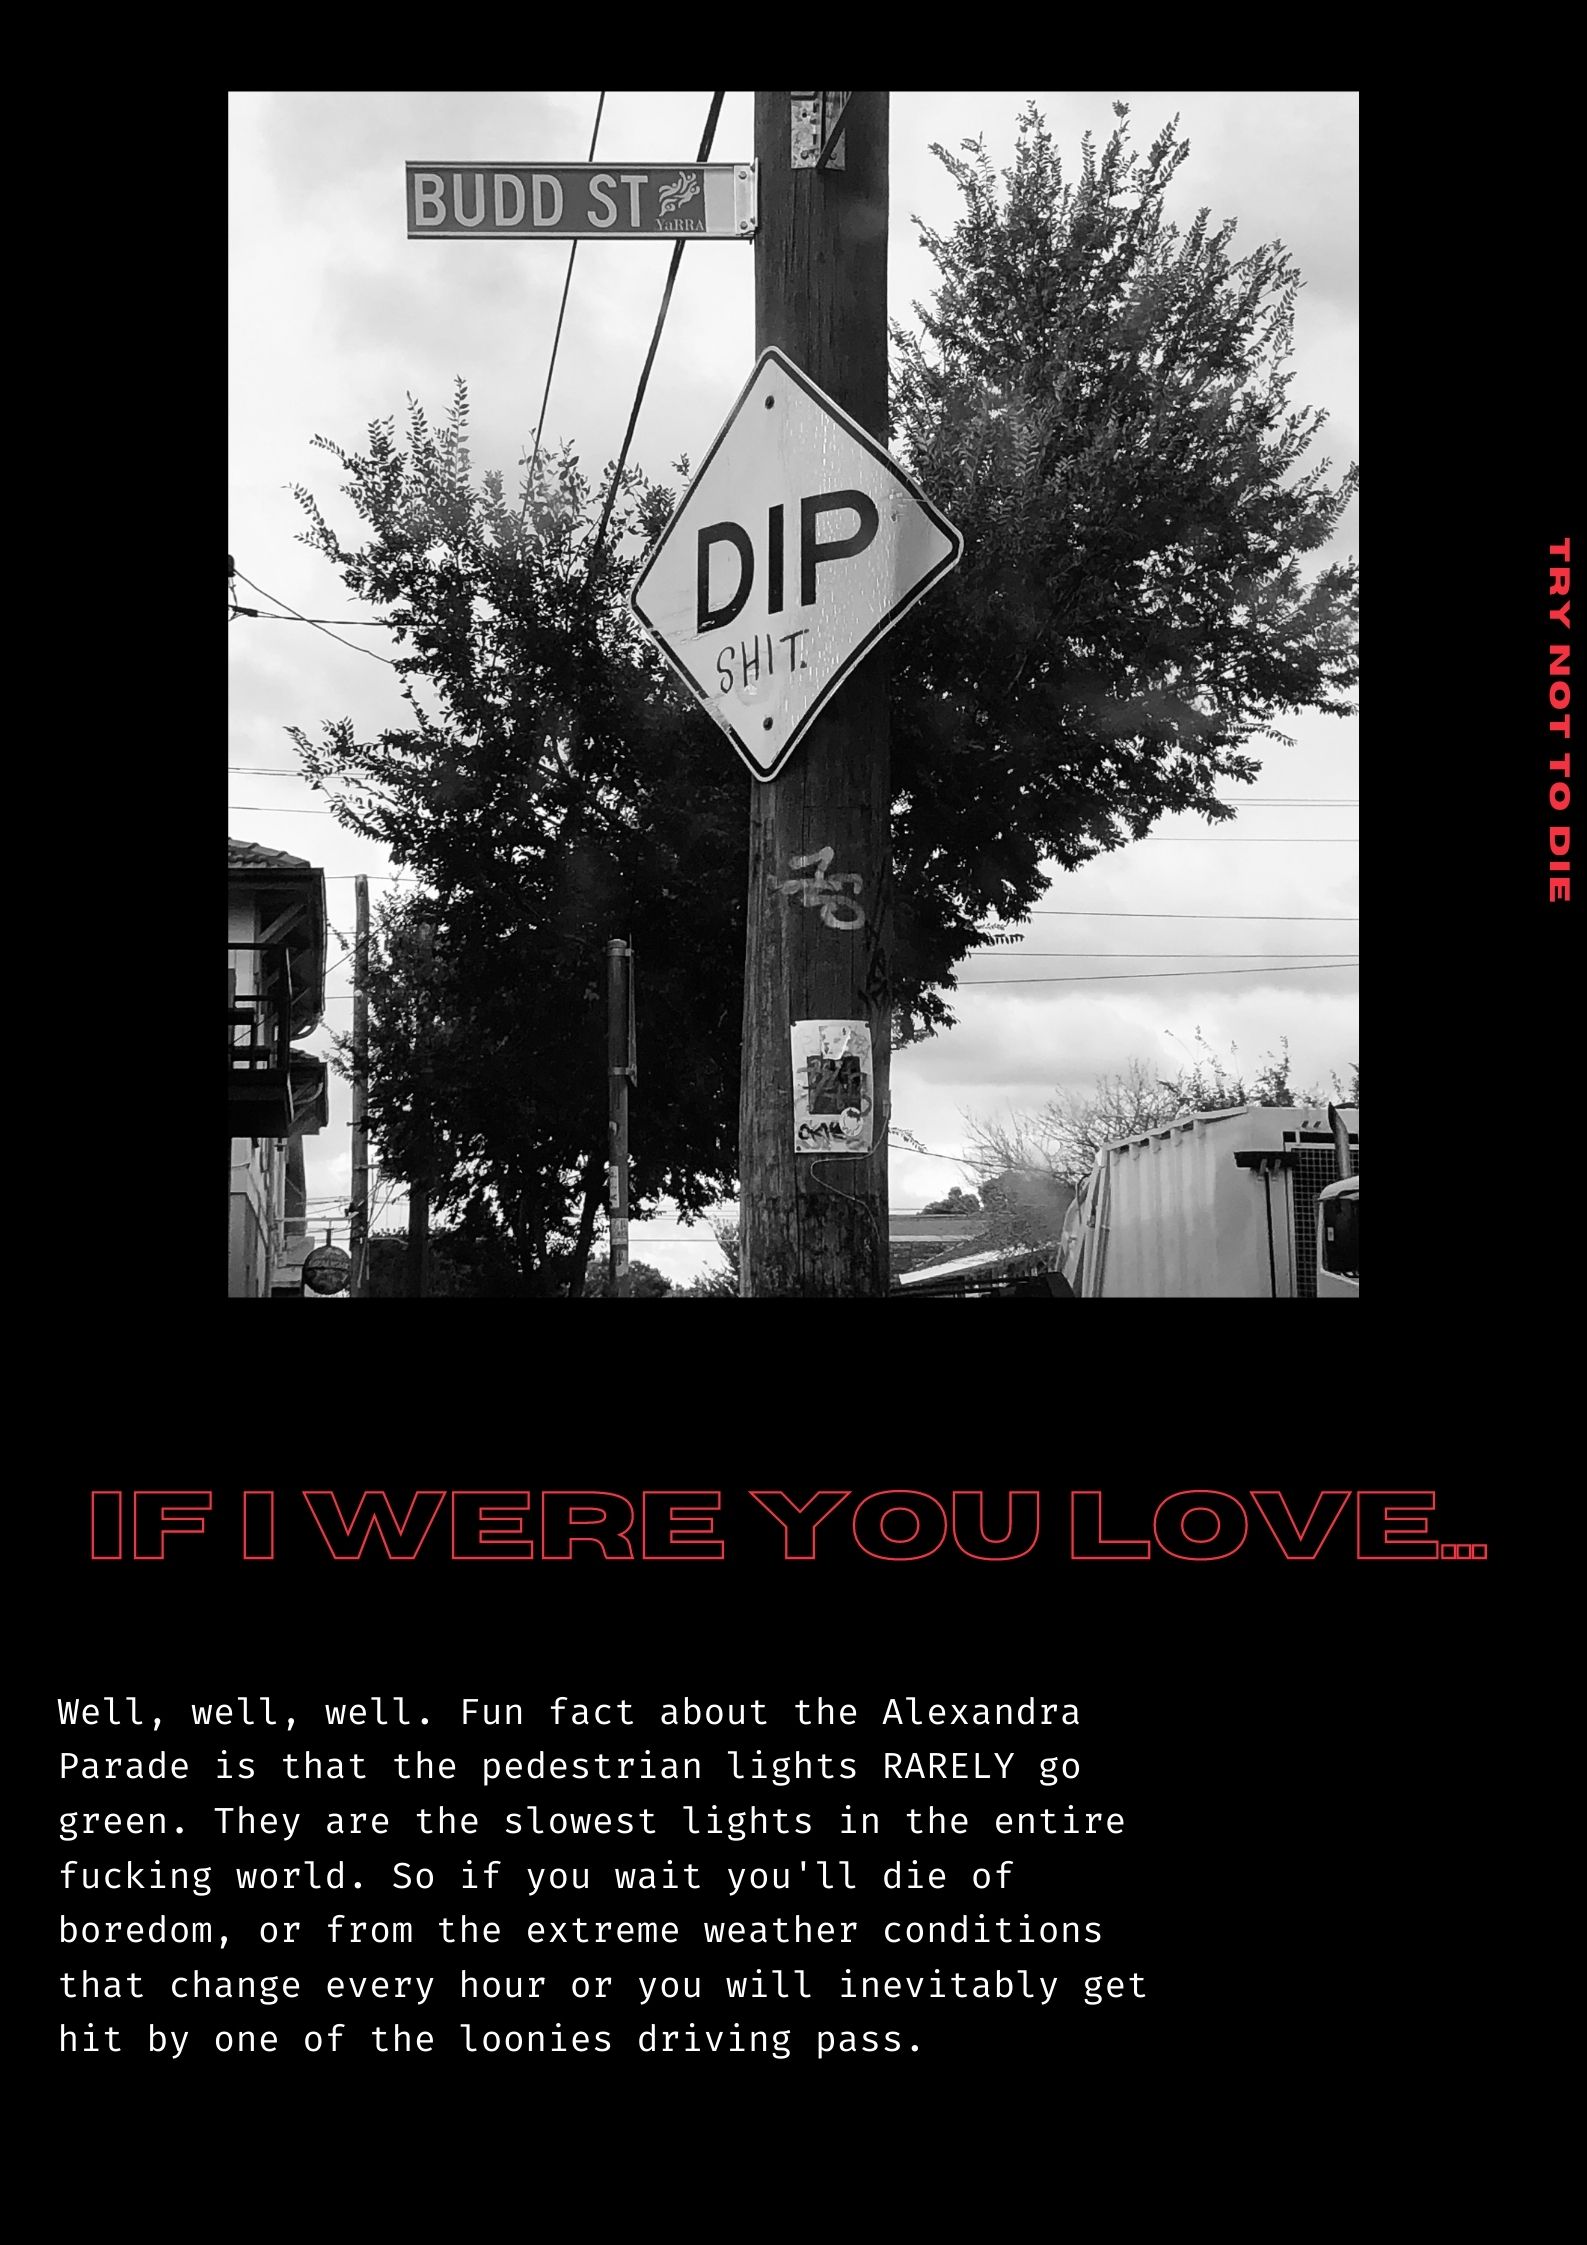 BUDD ST
YaRRA
DIP
SHIT.
TRY NOT TO DIE
IF I WERE YOU LOVE...
Well, well, well. Fun fact about the Alexandra
Parade is that the pedestrian lights RARELY go
green. They are the slowest lights in the entire
fucking world. So if you wait you'll die of
boredom, or from the extreme weather conditions
that change every hour or you will inevitably get
hit by one of the loonies driving pass.